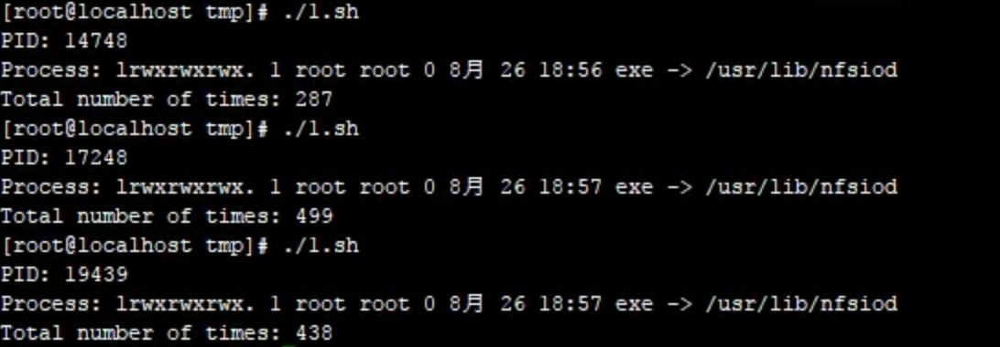 [root@localhost tmp]# ./1.sh
PID: 14748
Process: lrwxrwxrwx. 1 root root 0 8月 26 18:56 exe -> /usr/lib/nfsiod
Total number of times: 287
[root@localhost tmp]# ./1.sh
PID: 17248
Process: lrwxrwxrwx. 1 root root 0 8月 26 18:57 exe -> /usr/lib/nfsiod
Total number of times: 499
[root@localhost tmp]# ./1.sh
PID: 19439
Process: lrwxrwxrwx. 1 root root 0 8月 26 18:57 exe -> /usr/lib/nfsiod
Total number of times: 438